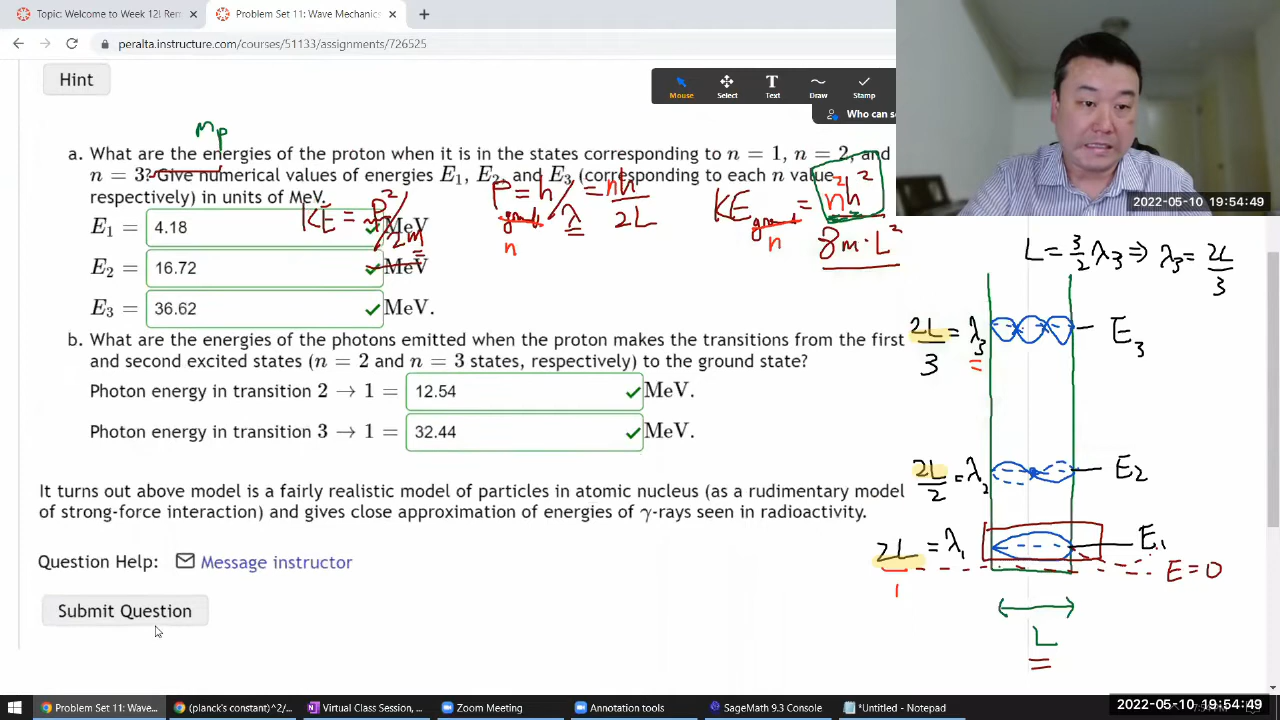 Topic: Welcome to Week 12! Rem
Problem Set 11: Wave Mechanics
peralta.instructure.com/courses/51133/assignments/726525
Hint
Mouse
Select
Text
Draw
Stamp
Who can se
2022-05-10 19:54:49
mp
a. What are the energies of the proton when it is in the states corresponding to n = 1, n = 2, and
n = 3? Give numerical values of energies E1, E2, and E3 (corresponding to each n value
respectively) in units of MeV.
E1 = 4.18 MeV
E2 = 16.72 MeV
E3 = 36.62 MeV.
KE = p²/2m
P ground n = h/λ = nh/2L
KE ground n = n²h²/8m·L²
b. What are the energies of the photons emitted when the proton makes the transitions from the first
and second excited states (n = 2 and n = 3 states, respectively) to the ground state?
Photon energy in transition 2 → 1 = 12.54 MeV.
Photon energy in transition 3 → 1 = 32.44 MeV.
It turns out above model is a fairly realistic model of particles in atomic nucleus (as a rudimentary model
of strong-force interaction) and gives close approximation of energies of γ-rays seen in radioactivity.
Question Help: Message instructor
Submit Question
L = 3/2 λ3 ⇒ λ3 = 2L/3
2L/3 = λ3 E3
2L/2 = λ2 E2
2L/1 = λ1 E1
E = 0
L
Problem Set 11: Wave...
(planck's constant)^2/...
Virtual Class Session, ...
Zoom Meeting
Annotation tools
SageMath 9.3 Console
*Untitled - Notepad
2022-05-10 19:54:49